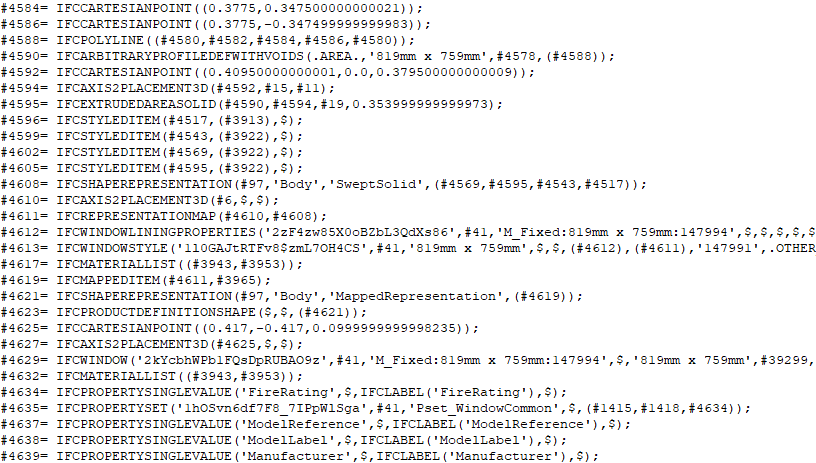 #4584= IFCCARTESIANPOINT((0.3775,0.347500000000021));
#4586= IFCCARTESIANPOINT((0.3775,-0.347499999999983));
#4588= IFCPOLYLINE((#4580,#4582,#4584,#4586,#4580));
#4590= IFCARBITRARYPROFILEDEFWITHVOIDS(.AREA.,'819mm x 759mm',#4578,(#4588));
#4592= IFCCARTESIANPOINT((0.40950000000001,0.0,0.379500000000009));
#4594= IFCAXIS2PLACEMENT3D(#4592,#15,#11);
#4595= IFCEXTRUDEDAREASOLID(#4590,#4594,#19,0.353999999999973);
#4596= IFCSTYLEDITEM(#4517,(#3913),$);
#4599= IFCSTYLEDITEM(#4543,(#3922),$);
#4602= IFCSTYLEDITEM(#4569,(#3922),$);
#4605= IFCSTYLEDITEM(#4595,(#3922),$);
#4608= IFCSHAPEREPRESENTATION(#97,'Body','SweptSolid',(#4569,#4595,#4543,#4517));
#4610= IFCAXIS2PLACEMENT3D(#6,$,$);
#4611= IFCREPRESENTATIONMAP(#4610,#4608);
#4612= IFCWINDOWLININGPROPERTIES('2zF4zw85X0oBZbL3QdXs86',#41,'M_Fixed:819mm x 759mm:147994',$,$,$,$,$
#4613= IFCWINDOWSTYLE('1l0GAJtRTFv8$zmL7OH4CS',#41,'819mm x 759mm',$,$,(#4612),(#4611),'147991',.OTHER
#4617= IFCMATERIALLIST((#3943,#3953));
#4619= IFCMAPPEDITEM(#4611,#3965);
#4621= IFCSHAPEREPRESENTATION(#97,'Body','MappedRepresentation',(#4619));
#4623= IFCPRODUCTDEFINITIONSHAPE($,$,(#4621));
#4625= IFCCARTESIANPOINT((0.417,-0.417,0.0999999999998235));
#4627= IFCAXIS2PLACEMENT3D(#4625,$,$);
#4629= IFCWINDOW('2kYcbhWPb1FQsDpRUBAO9z',#41,'M_Fixed:819mm x 759mm:147994',$,'819mm x 759mm',#39299,
#4632= IFCMATERIALLIST((#3943,#3953));
#4634= IFCPROPERTYSINGLEVALUE('FireRating',$,IFCLABEL('FireRating'),$);
#4635= IFCPROPERTYSET('1hOSvn6df7F8_7IPpWlSga',#41,'Pset_WindowCommon',$,(#1415,#1418,#4634));
#4637= IFCPROPERTYSINGLEVALUE('ModelReference',$,IFCLABEL('ModelReference'),$);
#4638= IFCPROPERTYSINGLEVALUE('ModelLabel',$,IFCLABEL('ModelLabel'),$);
#4639= IFCPROPERTYSINGLEVALUE('Manufacturer',$,IFCLABEL('Manufacturer'),$);